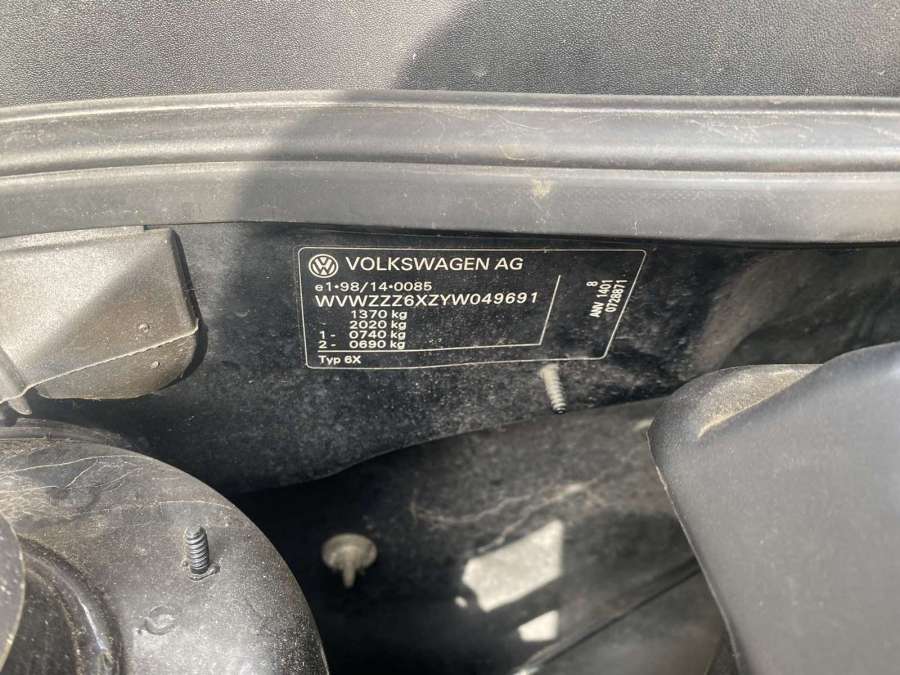 VOLKSWAGEN AG
e1•98/14•0085
WVWZZZ6XZYW049691
1370 kg
2020 kg
1- 0740 kg
2- 0690 kg
Typ 6X
8
ANV 1401
0728871